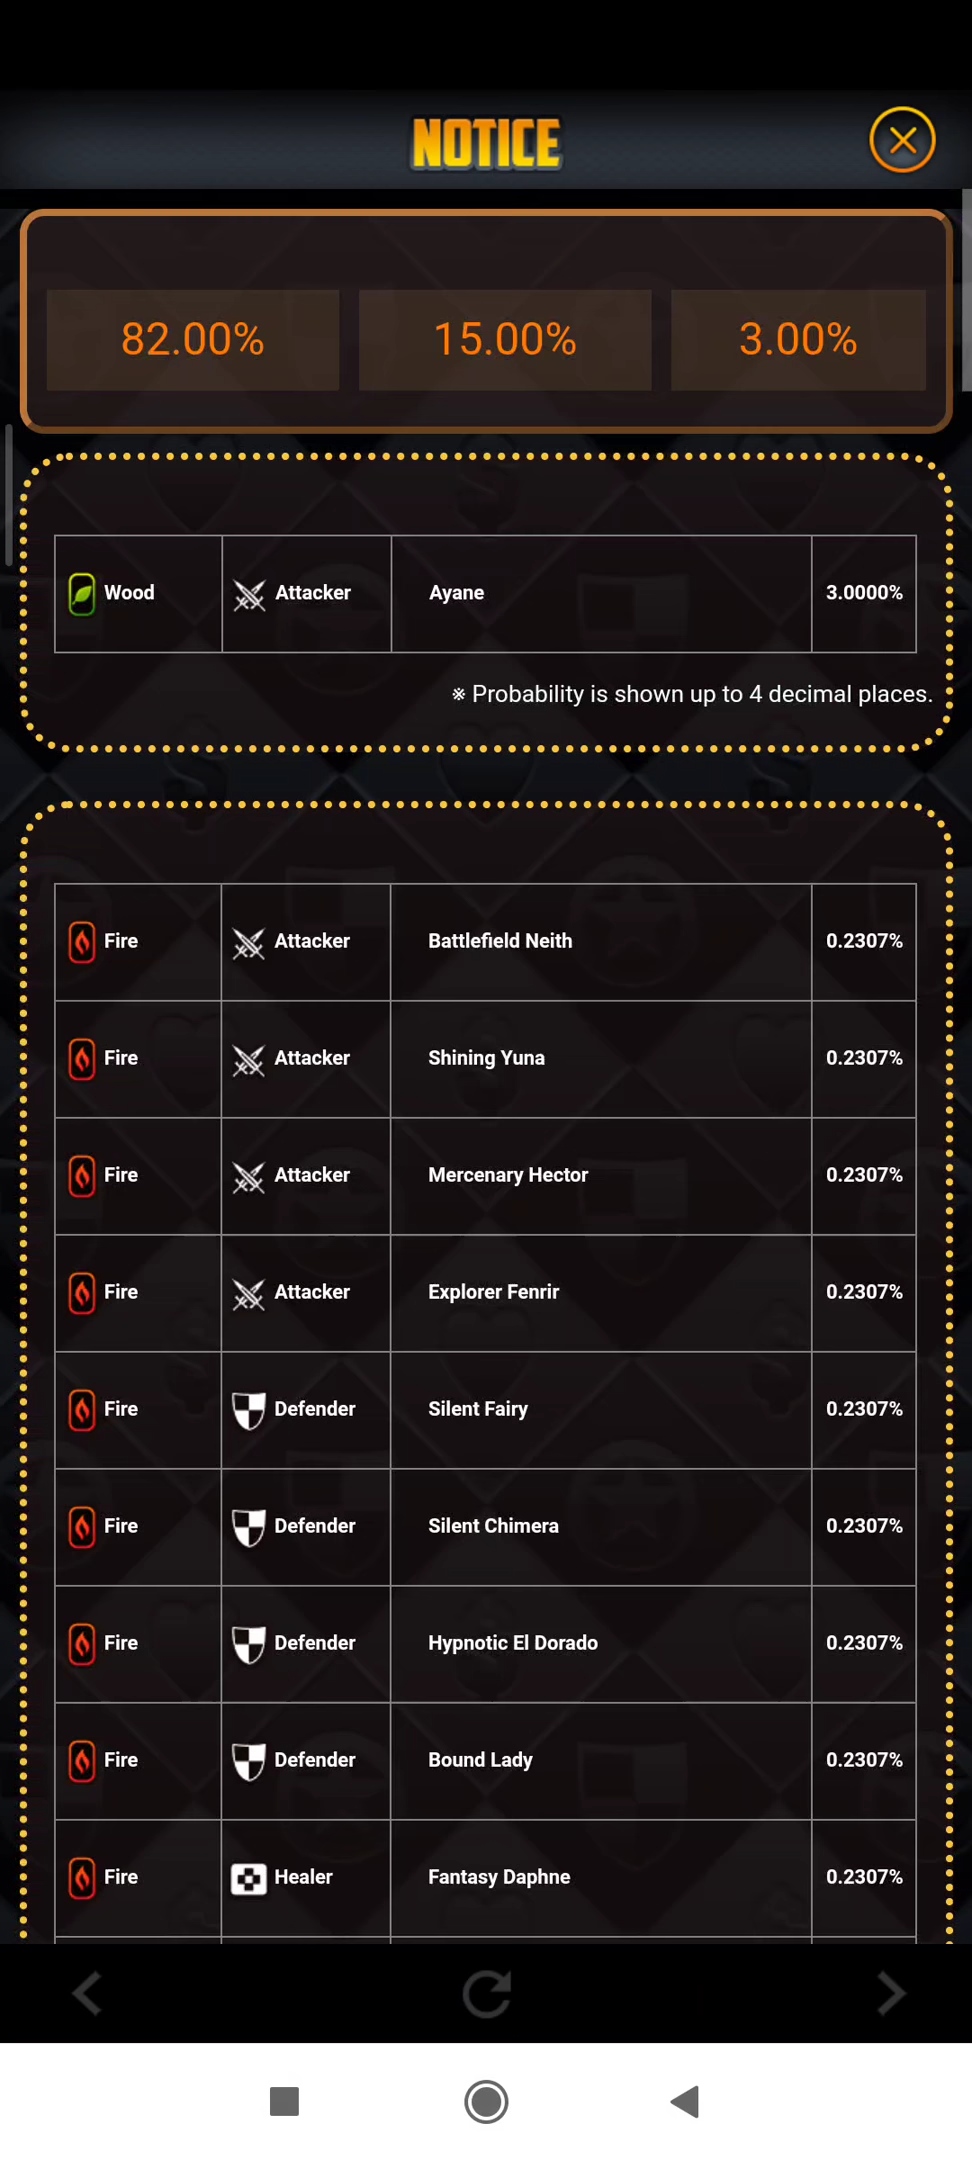 NOTICE
82.00% 15.00% 3.00%
Wood Attacker Ayane 3.0000%
※ Probability is shown up to 4 decimal places.
Fire Attacker Battlefield Neith 0.2307%
Fire Attacker Shining Yuna 0.2307%
Fire Attacker Mercenary Hector 0.2307%
Fire Attacker Explorer Fenrir 0.2307%
Fire Defender Silent Fairy 0.2307%
Fire Defender Silent Chimera 0.2307%
Fire Defender Hypnotic El Dorado 0.2307%
Fire Defender Bound Lady 0.2307%
Fire Healer Fantasy Daphne 0.2307%